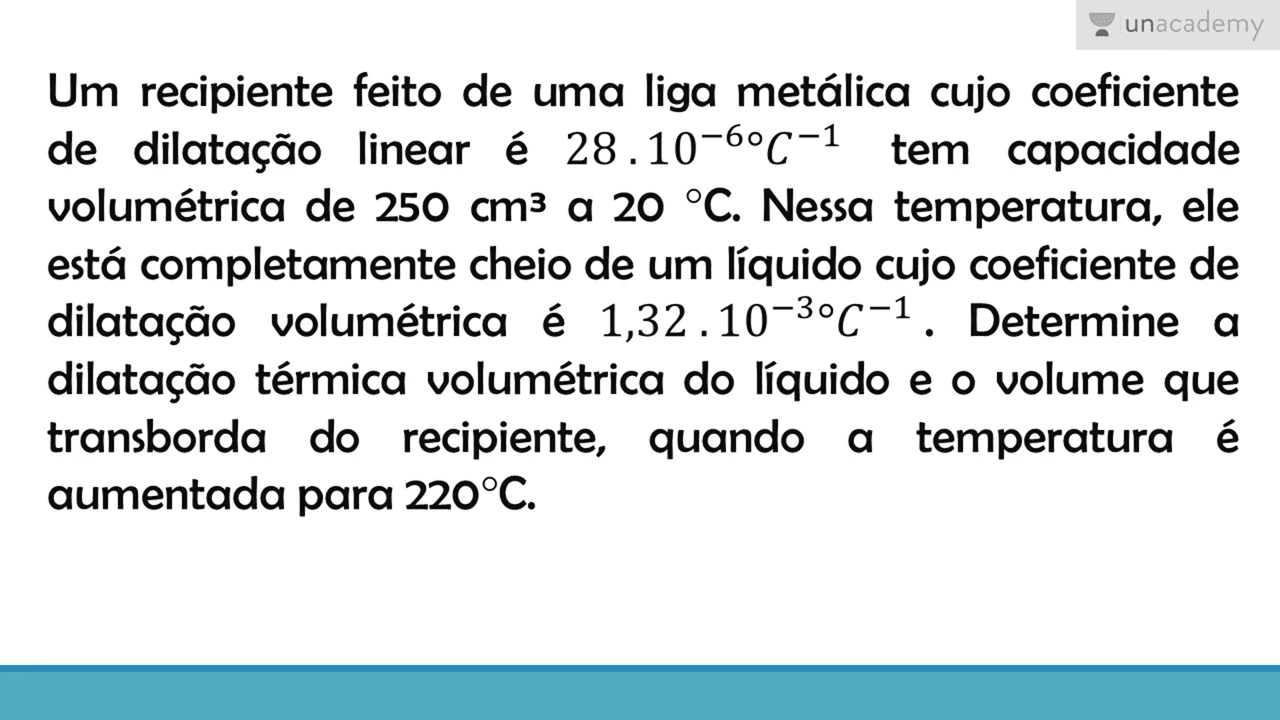 unacademy
Um recipiente feito de uma liga metálica cujo coeficiente
de dilatação linear é 28 . 10⁻⁶°C⁻¹ tem capacidade
volumétrica de 250 cm³ a 20 °C. Nessa temperatura, ele
está completamente cheio de um líquido cujo coeficiente de
dilatação volumétrica é 1,32 . 10⁻³°C⁻¹ . Determine a
dilatação térmica volumétrica do líquido e o volume que
transborda do recipiente, quando a temperatura é
aumentada para 220°C.